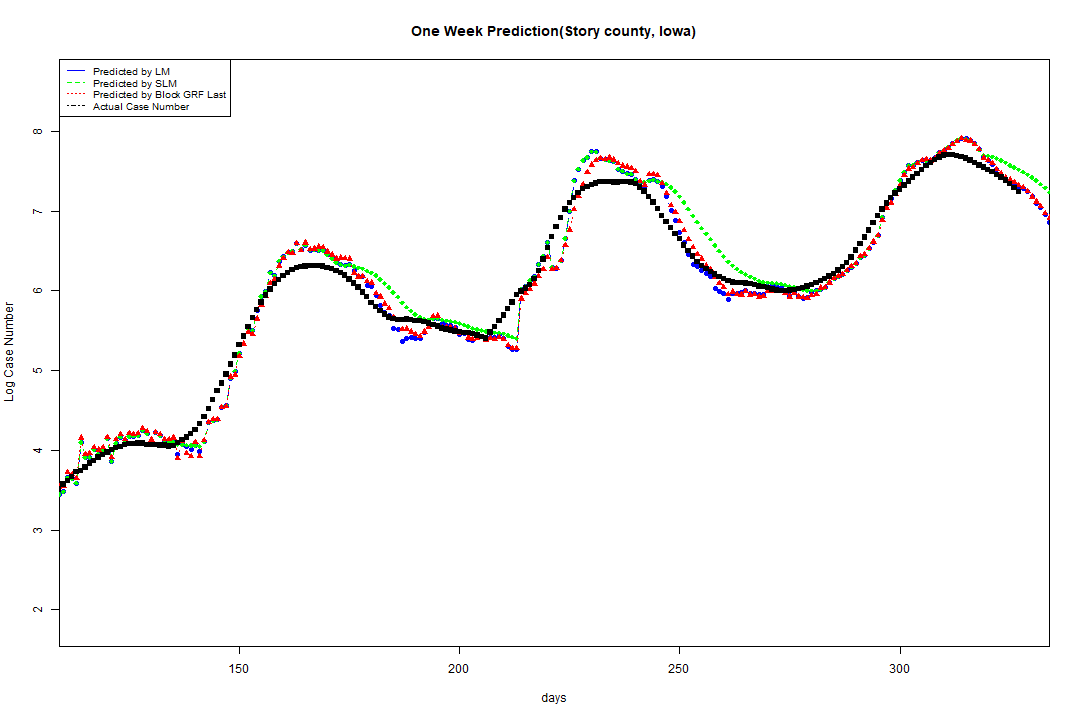 One Week Prediction(Story county, Iowa)
Predicted by LM
Predicted by SLM
Predicted by Block GRF Last
Actual Case Number
8
7
6
5
4
3
2
Log Case Number
150 200 250 300
days